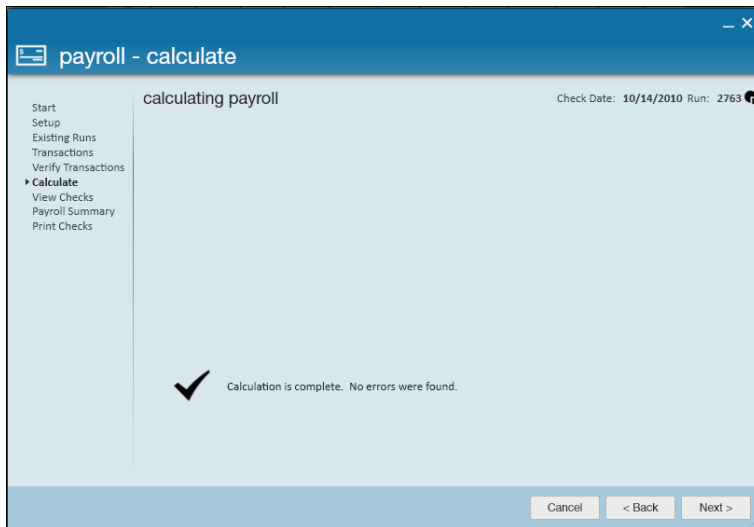 payroll - calculate
Start
Setup
Existing Runs
Transactions
Verify Transactions
Calculate
View Checks
Payroll Summary
Print Checks
calculating payroll
Check Date: 10/14/2010 Run: 2763
Calculation is complete. No errors were found.
Cancel
< Back
Next >